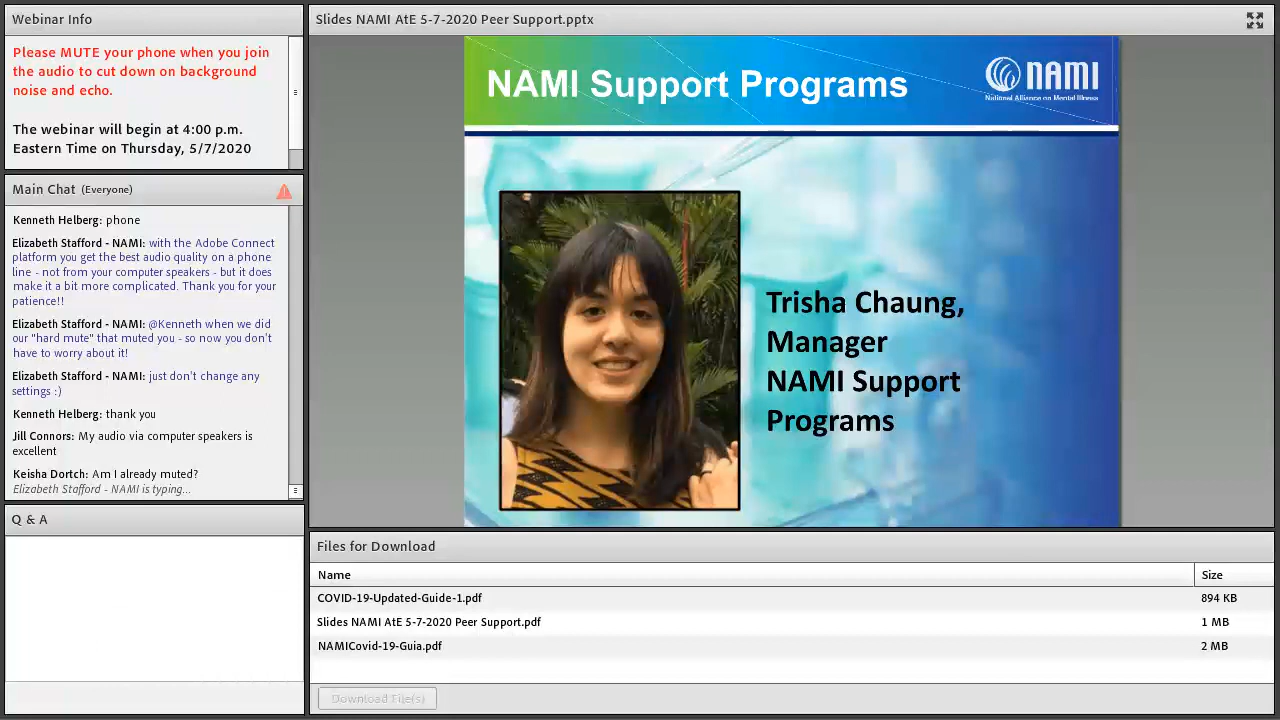 Webinar Info
Please MUTE your phone when you join
the audio to cut down on background
noise and echo.
The webinar will begin at 4:00 p.m.
Eastern Time on Thursday, 5/7/2020
Main Chat (Everyone)
Kenneth Helberg: phone
Elizabeth Stafford - NAMI: with the Adobe Connect
platform you get the best audio quality on a phone
line - not from your computer speakers - but it does
make it a bit more complicated. Thank you for your
patience!!
Elizabeth Stafford - NAMI: @Kenneth when we did
our "hard mute" that muted you - so now you don't
have to worry about it!
Elizabeth Stafford - NAMI: just don't change any
settings :)
Kenneth Helberg: thank you
Jill Connors: My audio via computer speakers is
excellent
Keisha Dortch: Am I already muted?
Elizabeth Stafford - NAMI is typing...
Q & A
Slides NAMI AtE 5-7-2020 Peer Support.pptx
NAMI Support Programs
NAMI
National Alliance on Mental Illness
Trisha Chaung,
Manager
NAMI Support
Programs
Files for Download
Name Size
COVID-19-Updated-Guide-1.pdf 894 KB
Slides NAMI AtE 5-7-2020 Peer Support.pdf 1 MB
NAMICovid-19-Guia.pdf 2 MB
Download File(s)